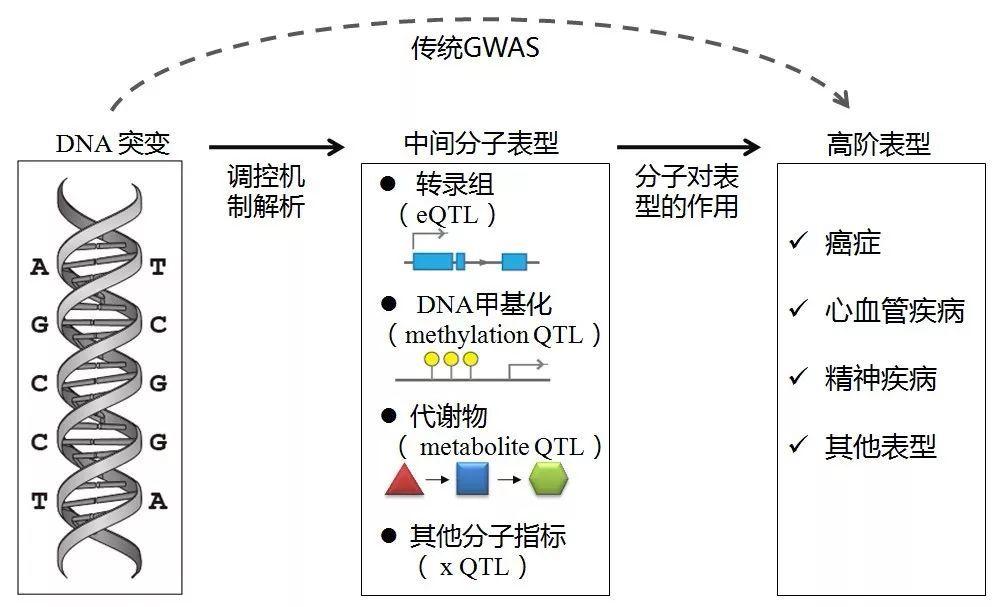 传统GWAS
DNA 突变
A T
G C
C G
C G
T A
调控机
制解析
中间分子表型
● 转录组
（ eQTL ）
● DNA甲基化
（ methylation QTL ）
● 代谢物
（ metabolite QTL ）
● 其他分子指标
（ x QTL ）
分子对表
型的作用
高阶表型
✓ 癌症
✓ 心血管疾病
✓ 精神疾病
✓ 其他表型